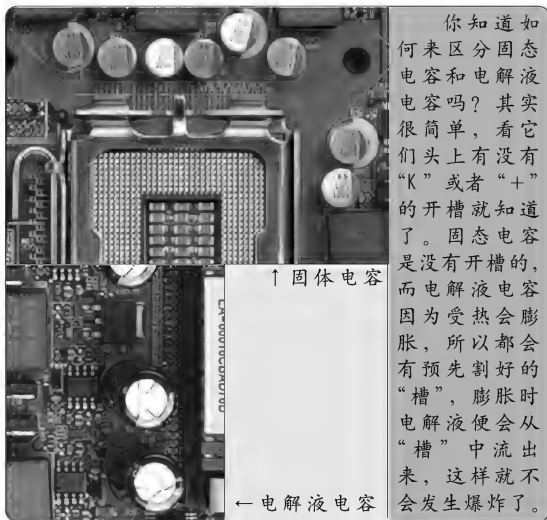 你知道如
何来区分固态
电容和电解液
电容吗？其实
很简单，看它
们头上有没有
“K”或者“+”
的开槽就知道
了。固态电容
是没有开槽的，
而电解液电容
因为受热会膨
胀，所以都会
有预先割好的
“槽”，膨胀时
电解液便会从
“槽”中流出
来，这样就不
会发生爆炸了。
↑固体电容
←电解液电容